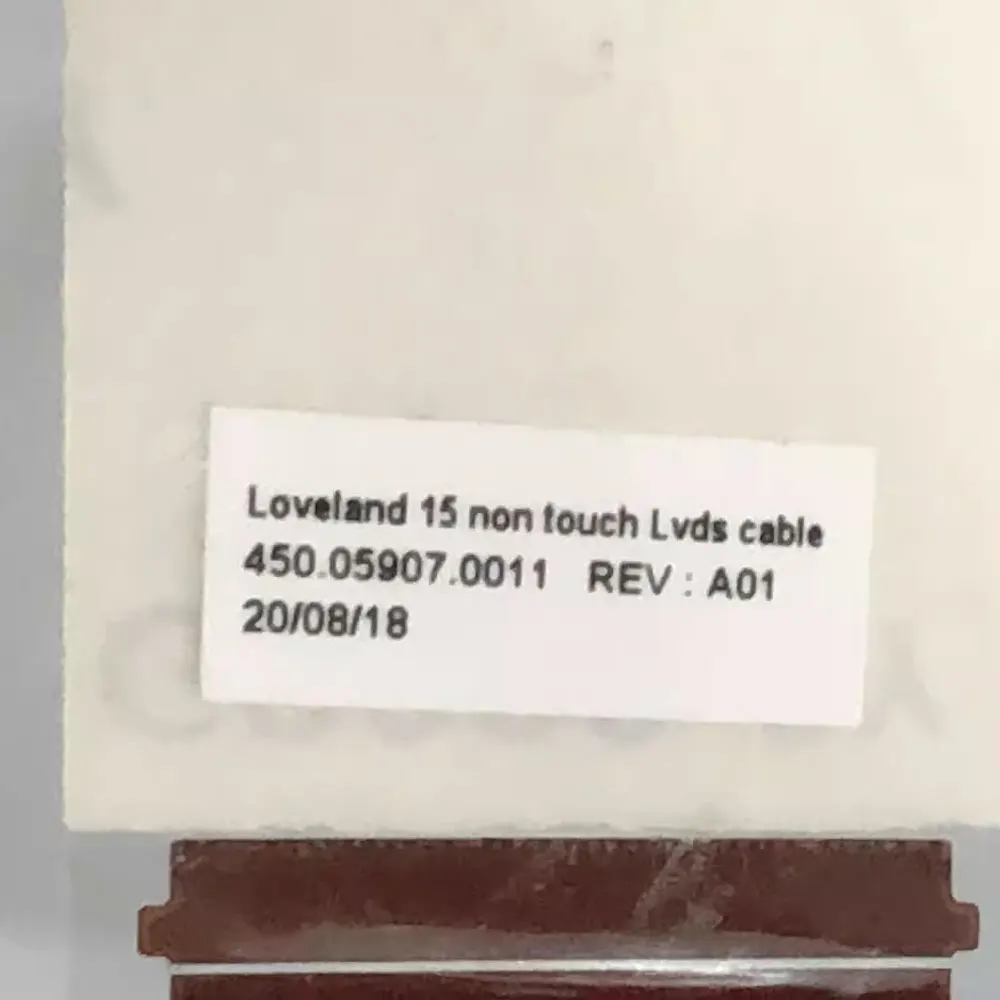 Loveland 15 non touch Lvds cable
450.05907.0011 REV : A01
20/08/18